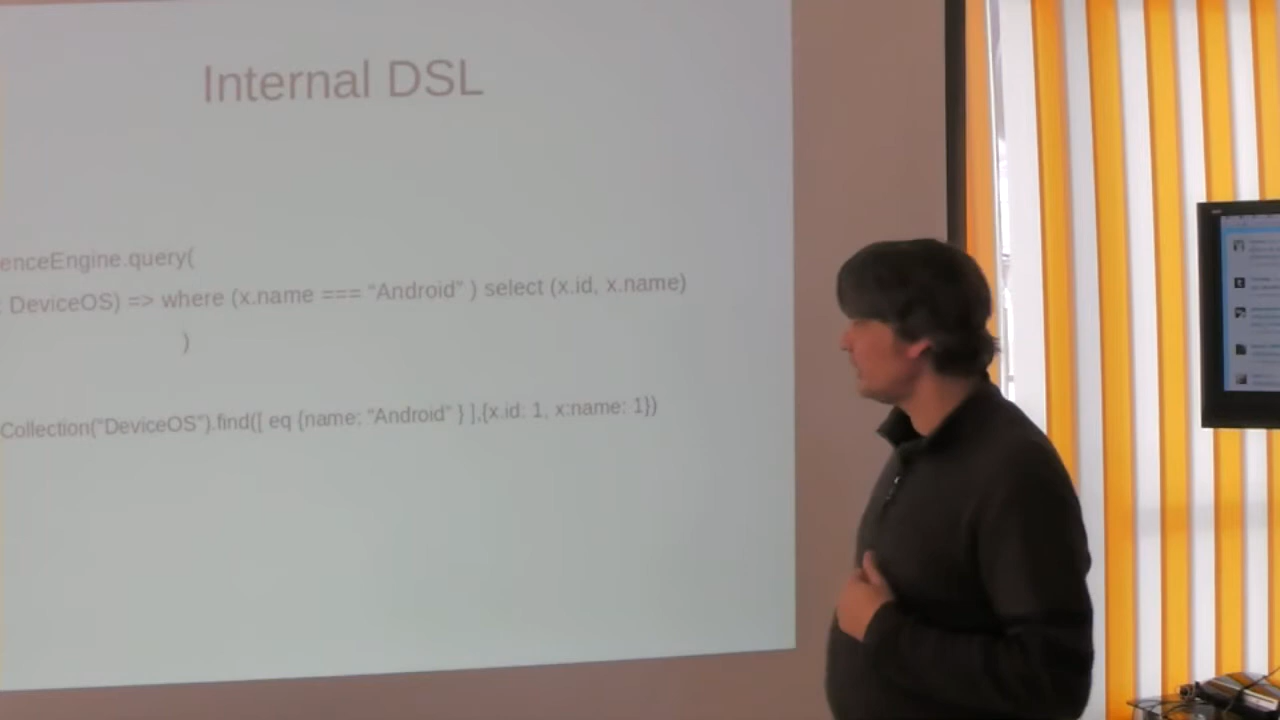 Internal DSL
enceEngine.query(
: DeviceOS) => where (x.name === “Android” ) select (x.id, x.name)
)
Collection("DeviceOS").find([ eq {name: “Android” } ],{x.id: 1, x:name: 1})